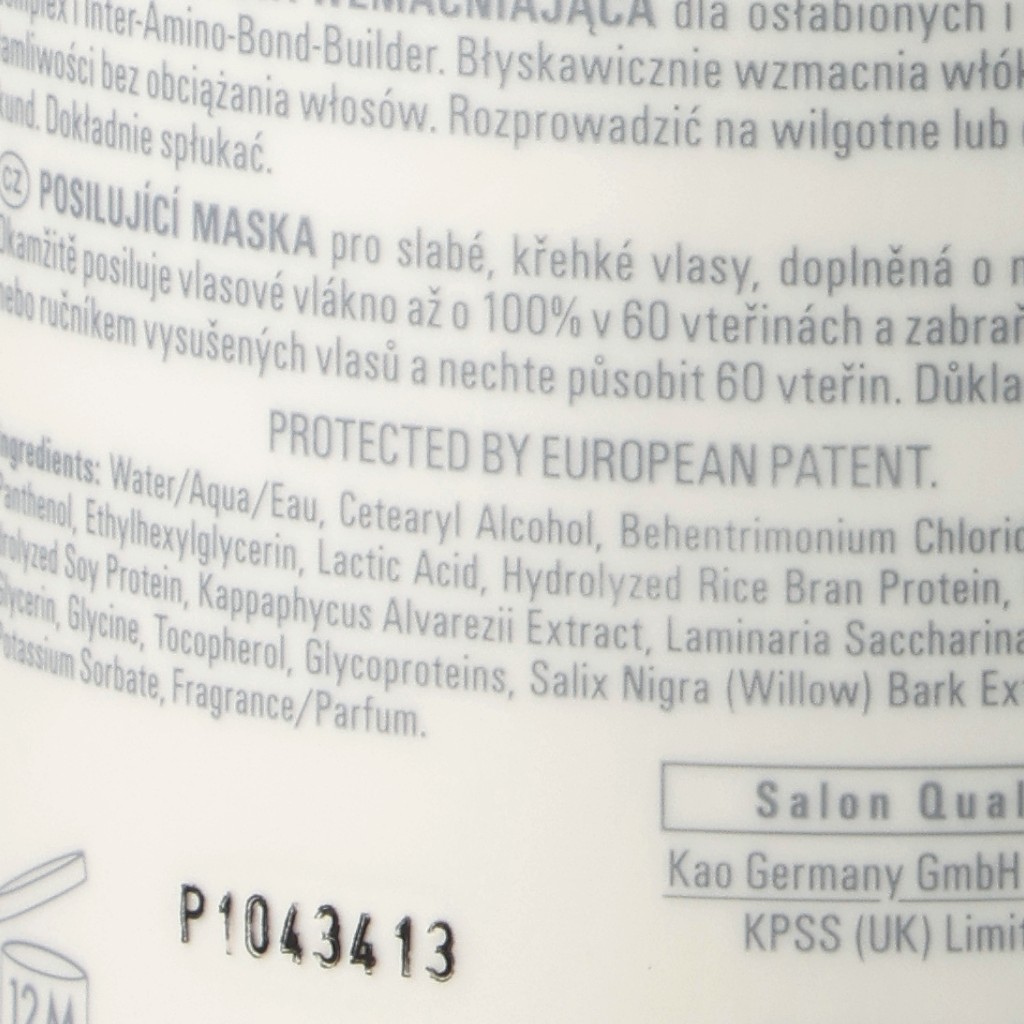 WZMACNIAJĄCA dla osłabionych i
i Inter-Amino-Bond-Builder. Błyskawicznie wzmacnia włók
amliwości bez obciążania włosów. Rozprowadzić na wilgotne lub
kund. Dokładnie spłukać.
CZ POSILUJÍCÍ MASKA pro slabé, křehké vlasy, doplněná o
Okamžitě posiluje vlasové vlákno až o 100% v 60 vteřinách a zabraň
nebo ručníkem vysušených vlasů a nechte působit 60 vteřin. Důkla
PROTECTED BY EUROPEAN PATENT.
Ingredients: Water/Aqua/Eau, Cetearyl Alcohol, Behentrimonium Chlorid
Panthenol, Ethylhexylglycerin, Lactic Acid, Hydrolyzed Rice Bran Protein,
drolyzed Soy Protein, Kappaphycus Alvarezii Extract, Laminaria Saccharina
Glycerin, Glycine, Tocopherol, Glycoproteins, Salix Nigra (Willow) Bark Ex
Potassium Sorbate, Fragrance/Parfum.
Salon Qual
Kao Germany GmbH
KPSS (UK) Limit
P1043413
12M